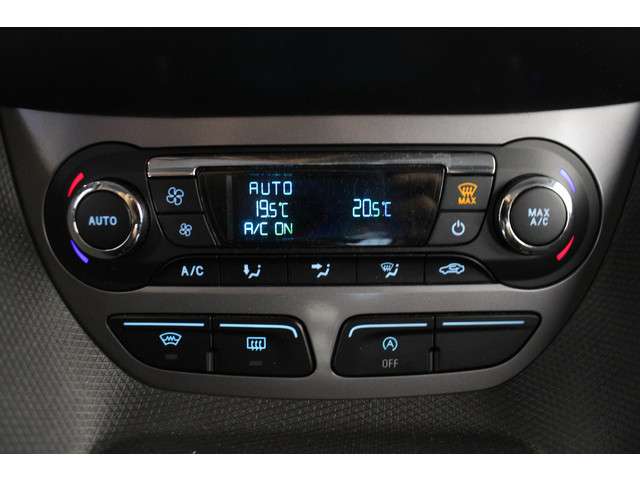 AUTO
19.5°C 20.5°C
A/C ON
MAX
AUTO
MAX
A/C
A/C
OFF